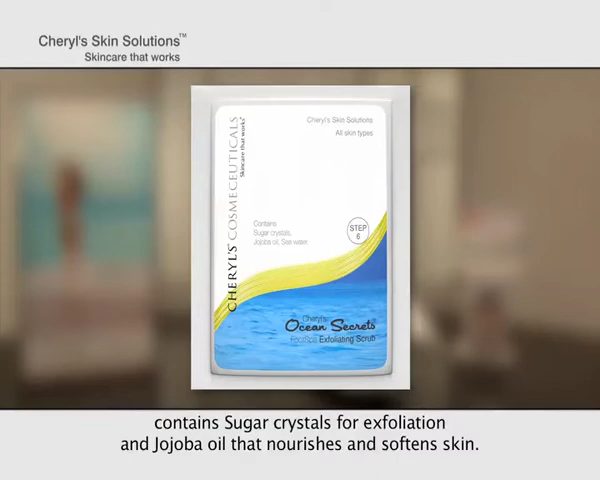 Cheryl's Skin Solutions™
Skincare that works
CHERYL'S COSMECEUTICALS
Skincare that works®
Cheryl's Skin Solutions
All skin types
Contains
Sugar crystals,
Jojoba oil, Sea water,
STEP
6
Cheryl's
Ocean Secrets
FootSpa Exfoliating Scrub
contains Sugar crystals for exfoliation
and Jojoba oil that nourishes and softens skin.